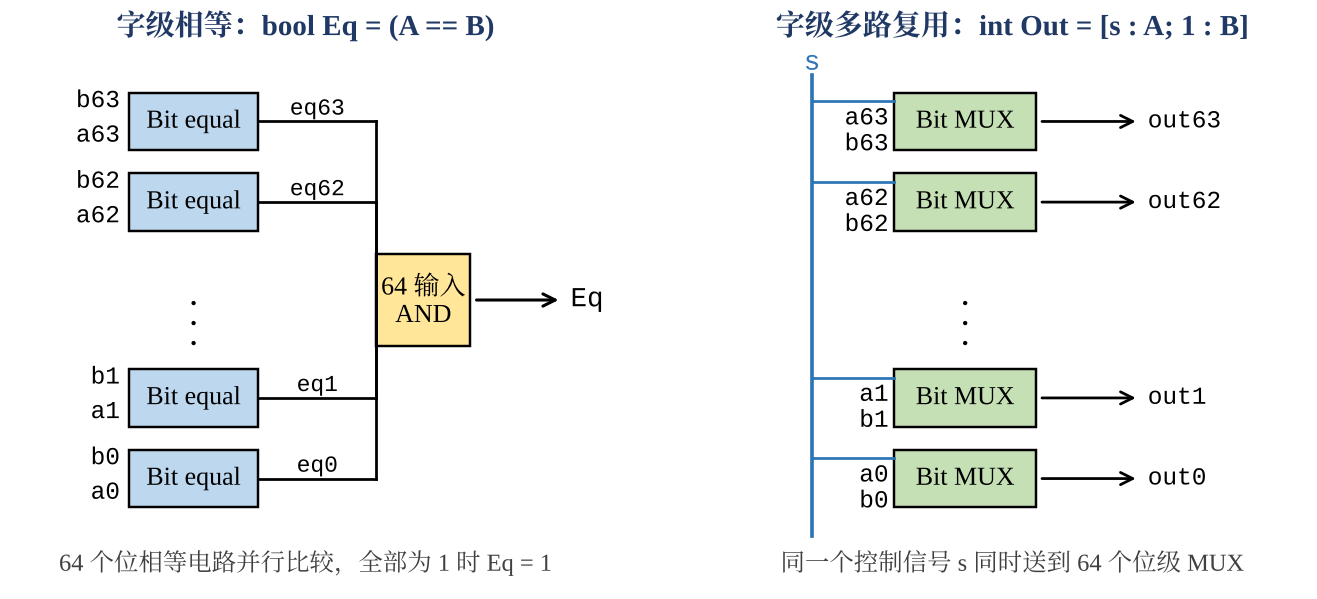 字级相等：bool Eq = (A == B)
b63
a63
Bit equal
eq63
b62
a62
Bit equal
eq62
64 输入
AND
Eq
b1
a1
Bit equal
eq1
b0
a0
Bit equal
eq0
64 个位相等电路并行比较，全部为 1 时 Eq = 1
字级多路复用：int Out = [s : A; 1 : B]
s
a63
b63
Bit MUX
out63
a62
b62
Bit MUX
out62
a1
b1
Bit MUX
out1
a0
b0
Bit MUX
out0
同一个控制信号 s 同时送到 64 个位级 MUX